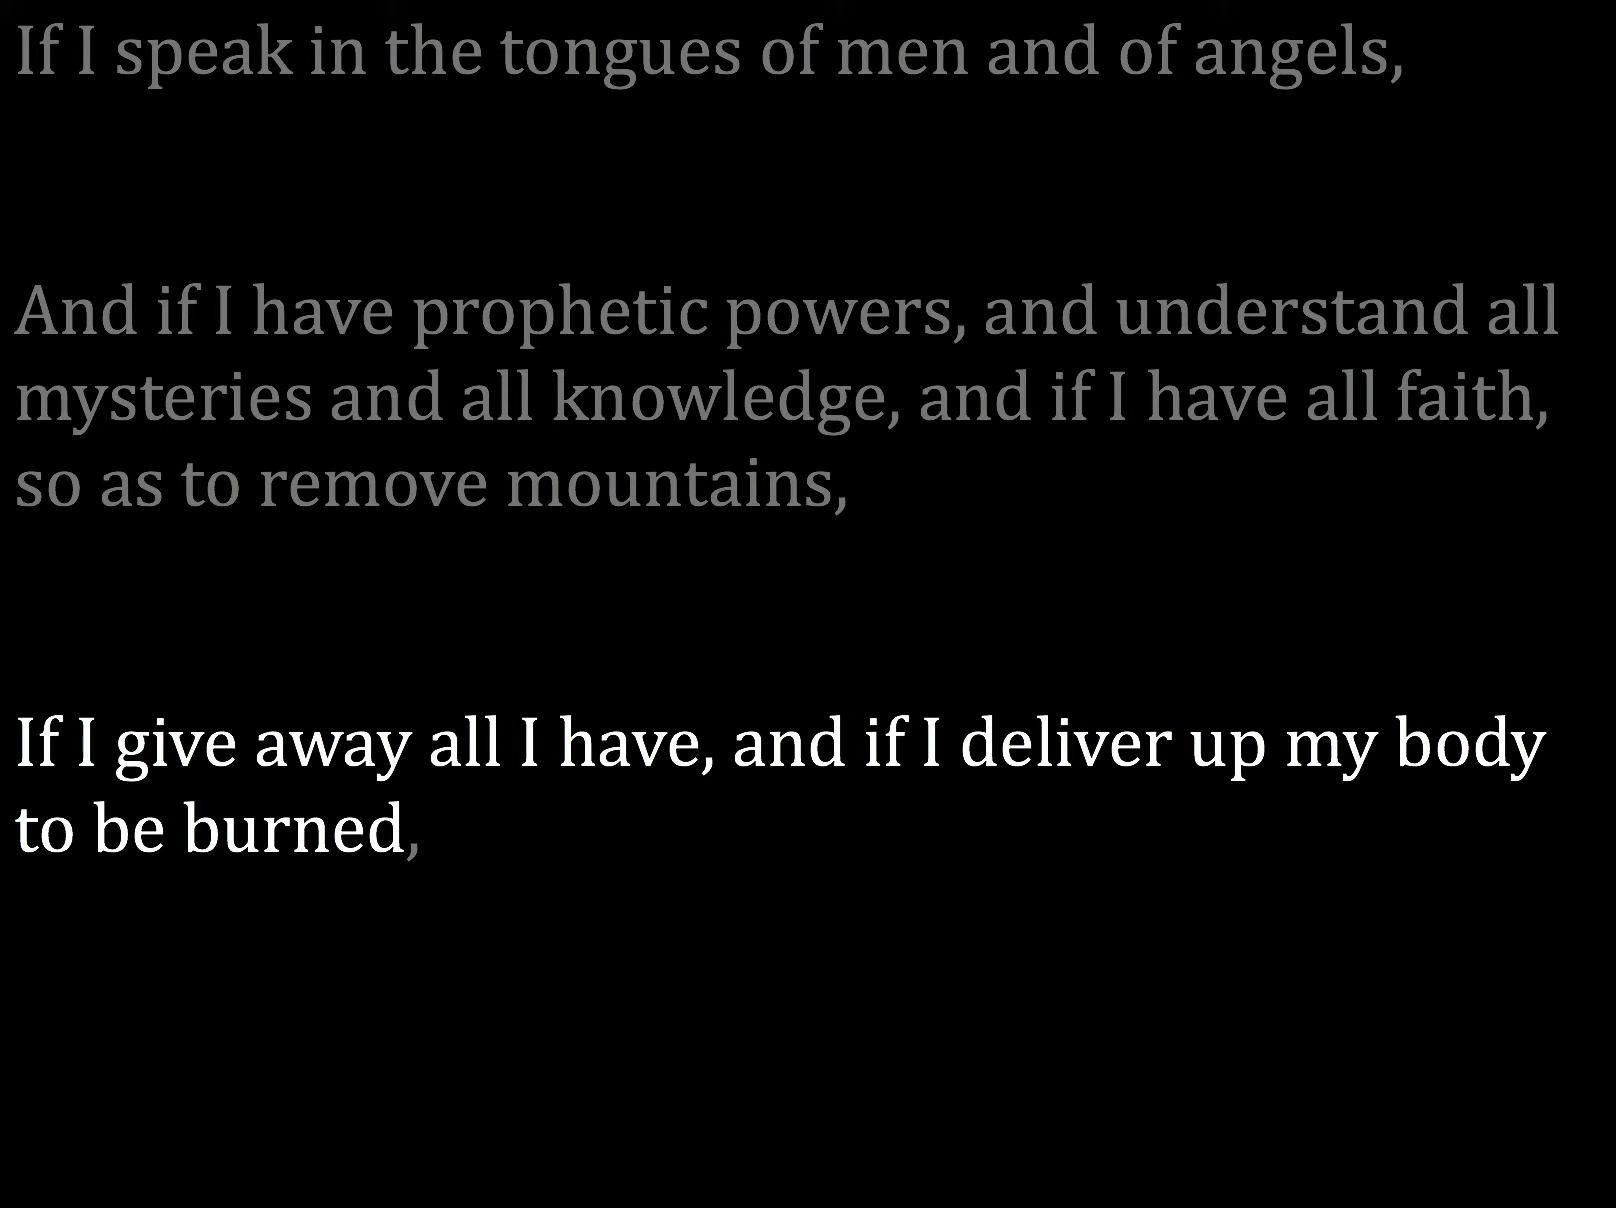 If I speak in the tongues of men and of angels,
And if I have prophetic powers, and understand all
mysteries and all knowledge, and if I have all faith,
so as to remove mountains,
If I give away all I have, and if I deliver up my body
to be burned,